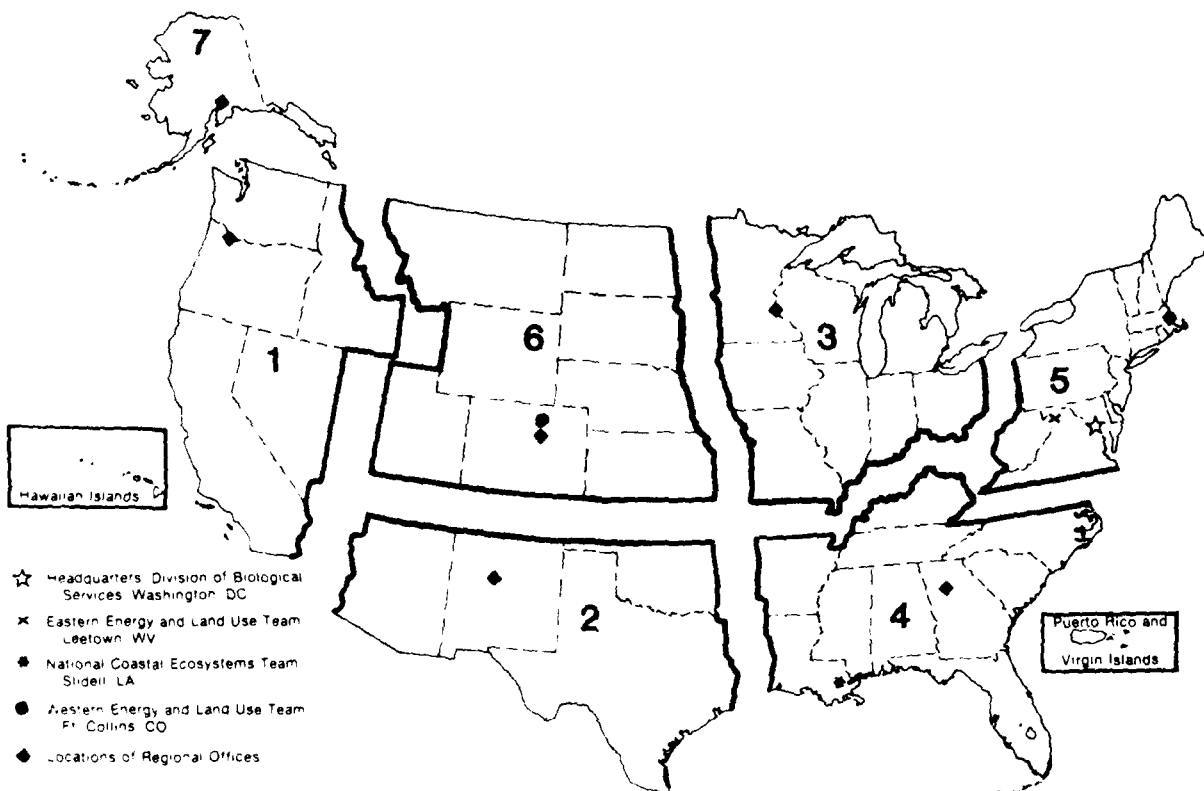 7
6
3
1
5
Hawaiian Islands
2
4
Puerto Rico and
Virgin Islands
Headquarters Division of Biological
Services Washington DC
Eastern Energy and Land Use Team
Leetown WV
National Coastal Ecosystems Team
Slidell LA
Western Energy and Land Use Team
Ft Collins CO
Locations of Regional Offices